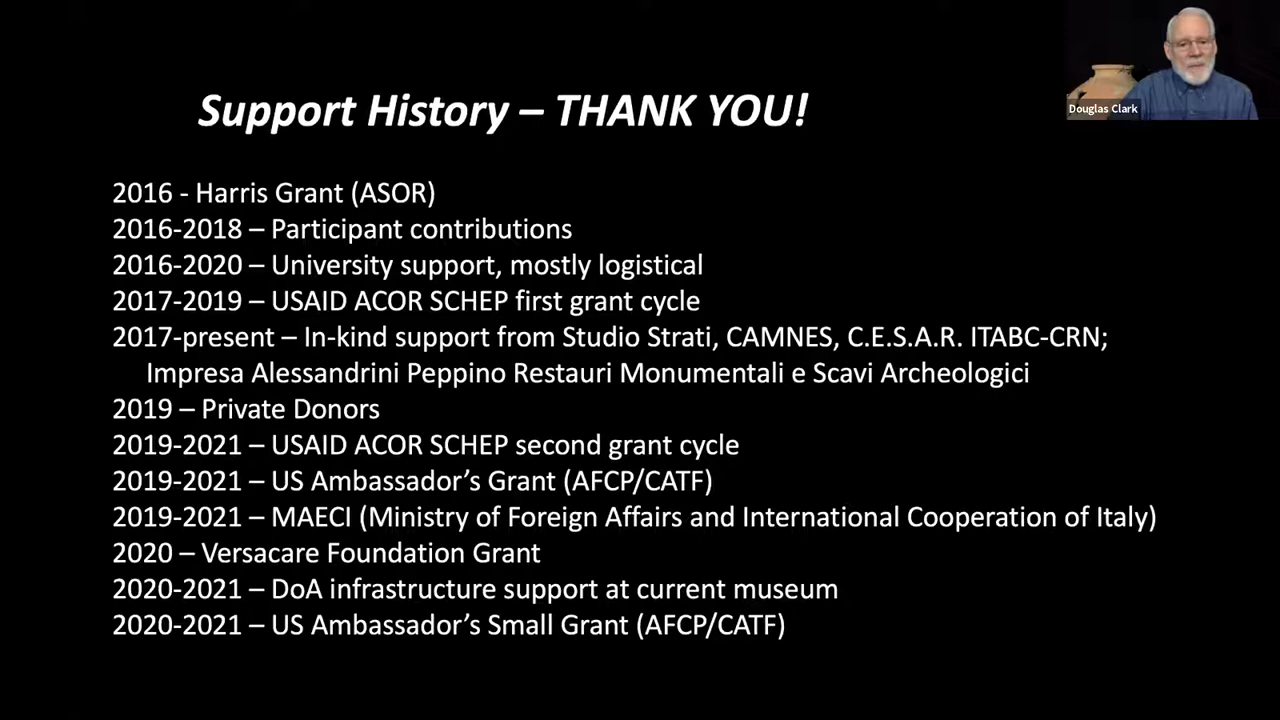 Support History – THANK YOU!
Douglas Clark
2016 - Harris Grant (ASOR)
2016-2018 – Participant contributions
2016-2020 – University support, mostly logistical
2017-2019 – USAID ACOR SCHEP first grant cycle
2017-present – In-kind support from Studio Strati, CAMNES, C.E.S.A.R. ITABC-CRN;
Impresa Alessandrini Peppino Restauri Monumentali e Scavi Archeologici
2019 – Private Donors
2019-2021 – USAID ACOR SCHEP second grant cycle
2019-2021 – US Ambassador’s Grant (AFCP/CATF)
2019-2021 – MAECI (Ministry of Foreign Affairs and International Cooperation of Italy)
2020 – Versacare Foundation Grant
2020-2021 – DoA infrastructure support at current museum
2020-2021 – US Ambassador’s Small Grant (AFCP/CATF)